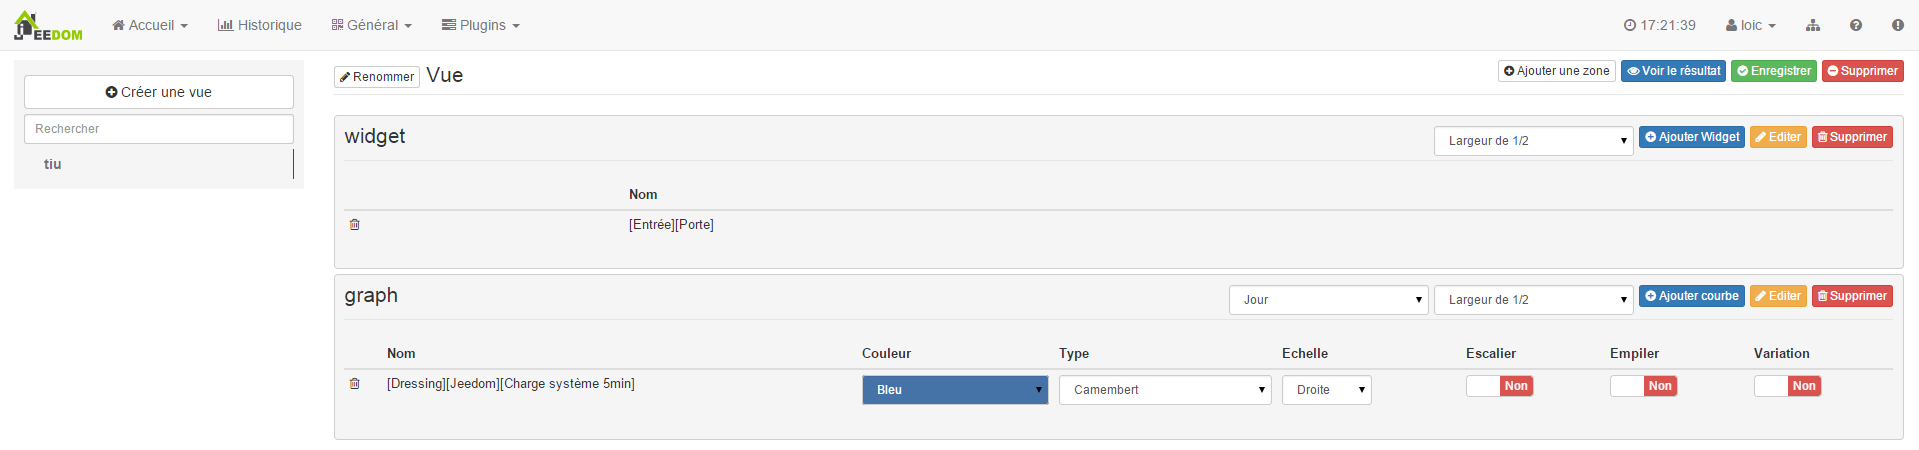 JEEDOM Accueil Historique Général Plugins 17:21:39 loic
Renommer Vue Ajouter une zone Voir le résultat Enregistrer Supprimer
Créer une vue
Rechercher
tiu
widget Largeur de 1/2 Ajouter Widget Editer Supprimer
Nom
[Entrée][Porte]
graph Jour Largeur de 1/2 Ajouter courbe Editer Supprimer
Nom Couleur Type Echelle Escalier Empiler Variation
[Dressing][Jeedom][Charge système 5min] Bleu Camembert Droite Non Non Non